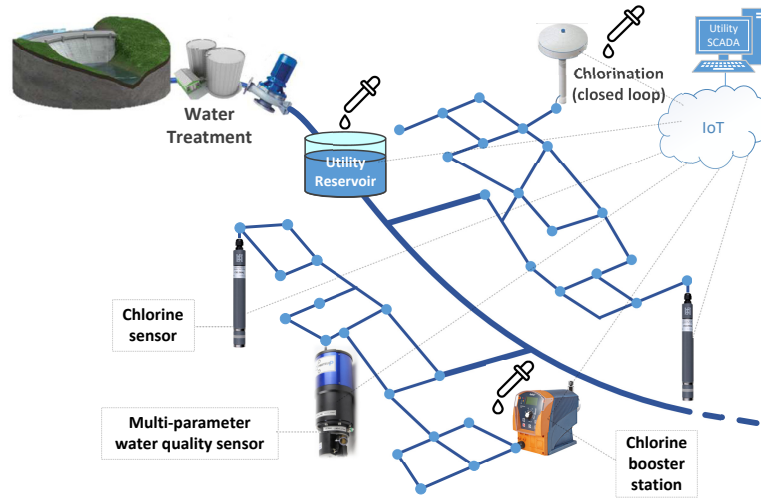 Utility
SCADA
Chlorination
(closed loop)
IoT
Water
Treatment
Utility
Reservoir
Chlorine
sensor
Multi-parameter
water quality sensor
Chlorine
booster
station